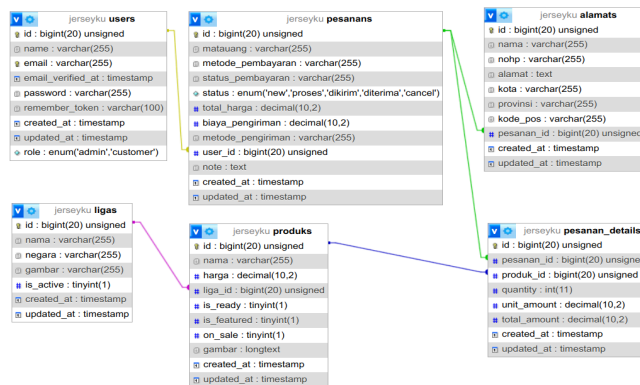 jerseyku users
id : bigint(20) unsigned
name : varchar(255)
email : varchar(255)
email_verified_at : timestamp
password : varchar(255)
remember_token : varchar(100)
created_at : timestamp
updated_at : timestamp
role : enum('admin','customer')
jerseyku pesanans
id : bigint(20) unsigned
matauang : varchar(255)
metode_pembayaran : varchar(255)
status_pembayaran : varchar(255)
status : enum('new','proses','dikirim','diterima','cancel')
total_harga : decimal(10,2)
biaya_pengiriman : decimal(10,2)
metode_pengiriman : varchar(255)
user_id : bigint(20) unsigned
note : text
created_at : timestamp
updated_at : timestamp
jerseyku alamats
id : bigint(20) unsigned
nama : varchar(255)
nohp : varchar(255)
alamat : text
kota : varchar(255)
provinsi : varchar(255)
kode_pos : varchar(255)
pesanan_id : bigint(20) unsigned
created_at : timestamp
updated_at : timestamp
jerseyku ligas
id : bigint(20) unsigned
nama : varchar(255)
negara : varchar(255)
gambar : varchar(255)
is_active : tinyint(1)
created_at : timestamp
updated_at : timestamp
jerseyku produks
id : bigint(20) unsigned
nama : varchar(255)
harga : decimal(10,2)
liga_id : bigint(20) unsigned
is_ready : tinyint(1)
is_featured : tinyint(1)
on_sale : tinyint(1)
gambar : longtext
created_at : timestamp
updated_at : timestamp
jerseyku pesanan_details
id : bigint(20) unsigned
pesanan_id : bigint(20) unsigne
produk_id : bigint(20) unsigned
quantity : int(11)
unit_amount : decimal(10,2)
total_amount : decimal(10,2)
created_at : timestamp
updated_at : timestamp